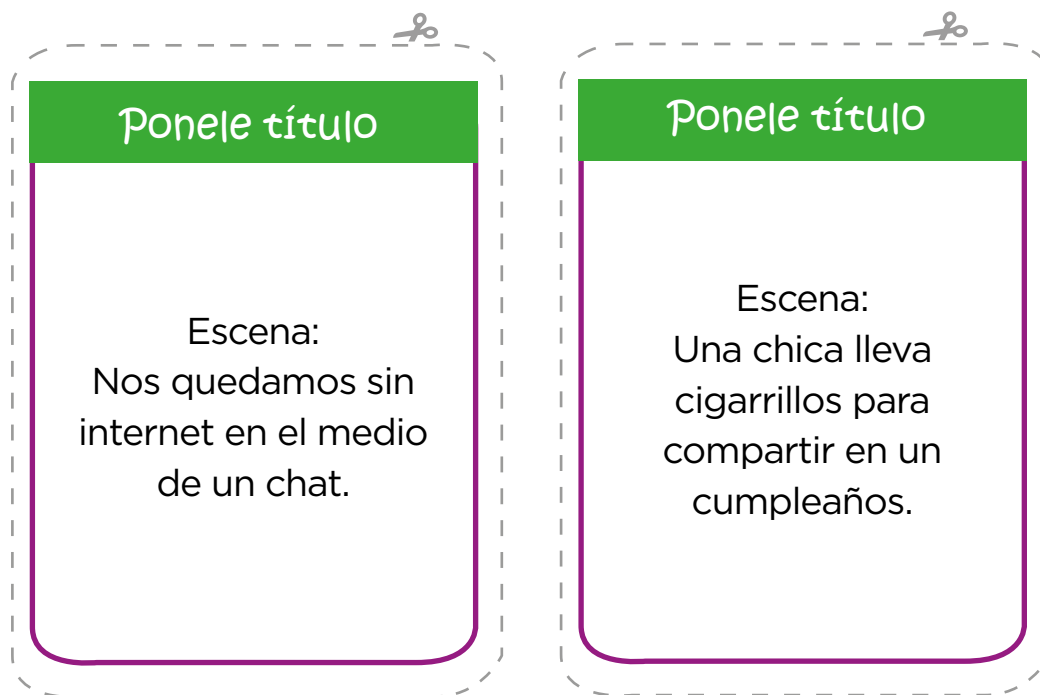 Ponele título
Escena:
Nos quedamos sin
internet en el medio
de un chat.
Ponele título
Escena:
Una chica lleva
cigarrillos para
compartir en un
cumpleaños.